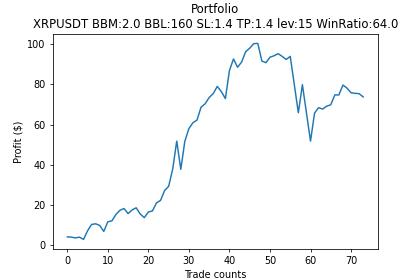 Portfolio
XRPUSDT BBM:2.0 BBL:160 SL:1.4 TP:1.4 lev:15 WinRatio:64.0
100
80
60
40
20
0
Profit ($)
0 10 20 30 40 50 60 70
Trade counts